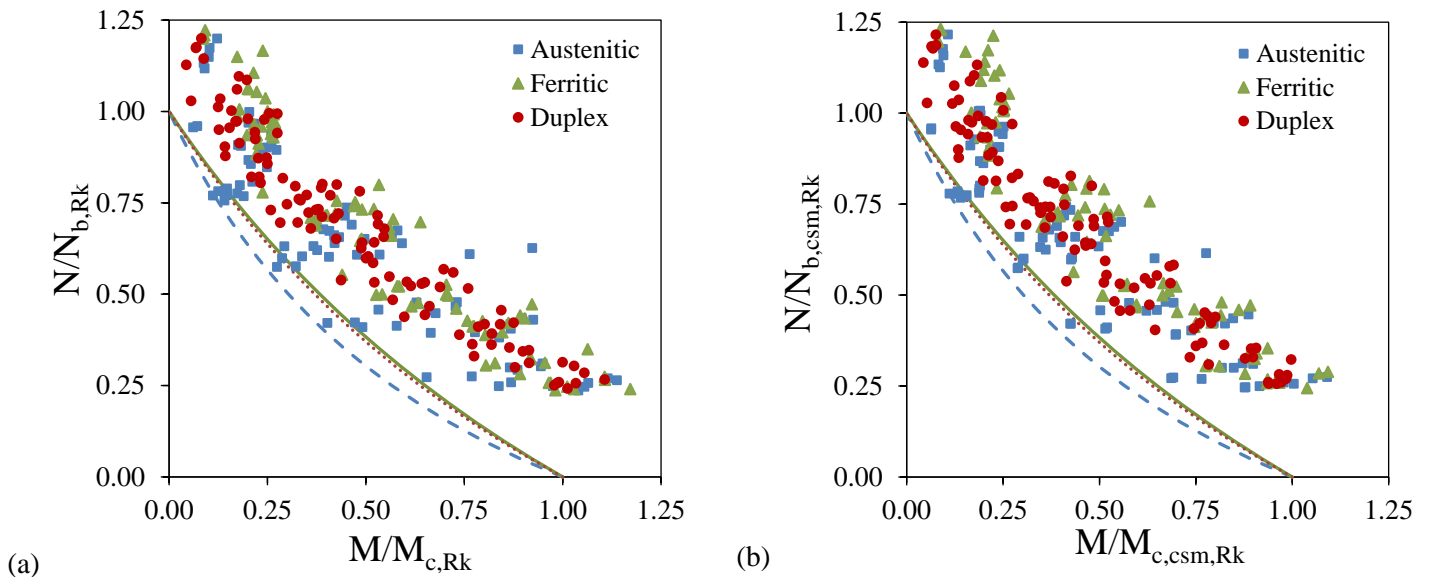 1.25
1.00
0.75
0.50
0.25
0.00
N/N_b,Rk
Austenitic
Ferritic
Duplex
0.00 0.25 0.50 0.75 1.00 1.25
M/M_c,Rk
(a)
1.25
1.00
0.75
0.50
0.25
0.00
N/N_b,csm,Rk
Austenitic
Ferritic
Duplex
0.00 0.25 0.50 0.75 1.00 1.25
M/M_c,csm,Rk
(b)